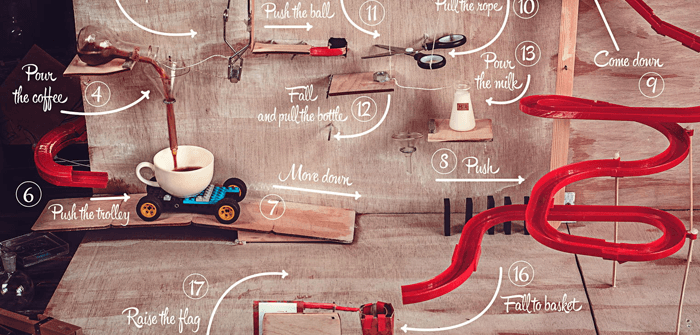 Push the ball
11
Pull the rope
10
Pour
the coffee
4
13
Pour
the milk
Come down
9
Fall
and pull the bottle
12
8
Push
6
Move down
Push the trolley
7
17
16
Raise the flag
Fall to basket